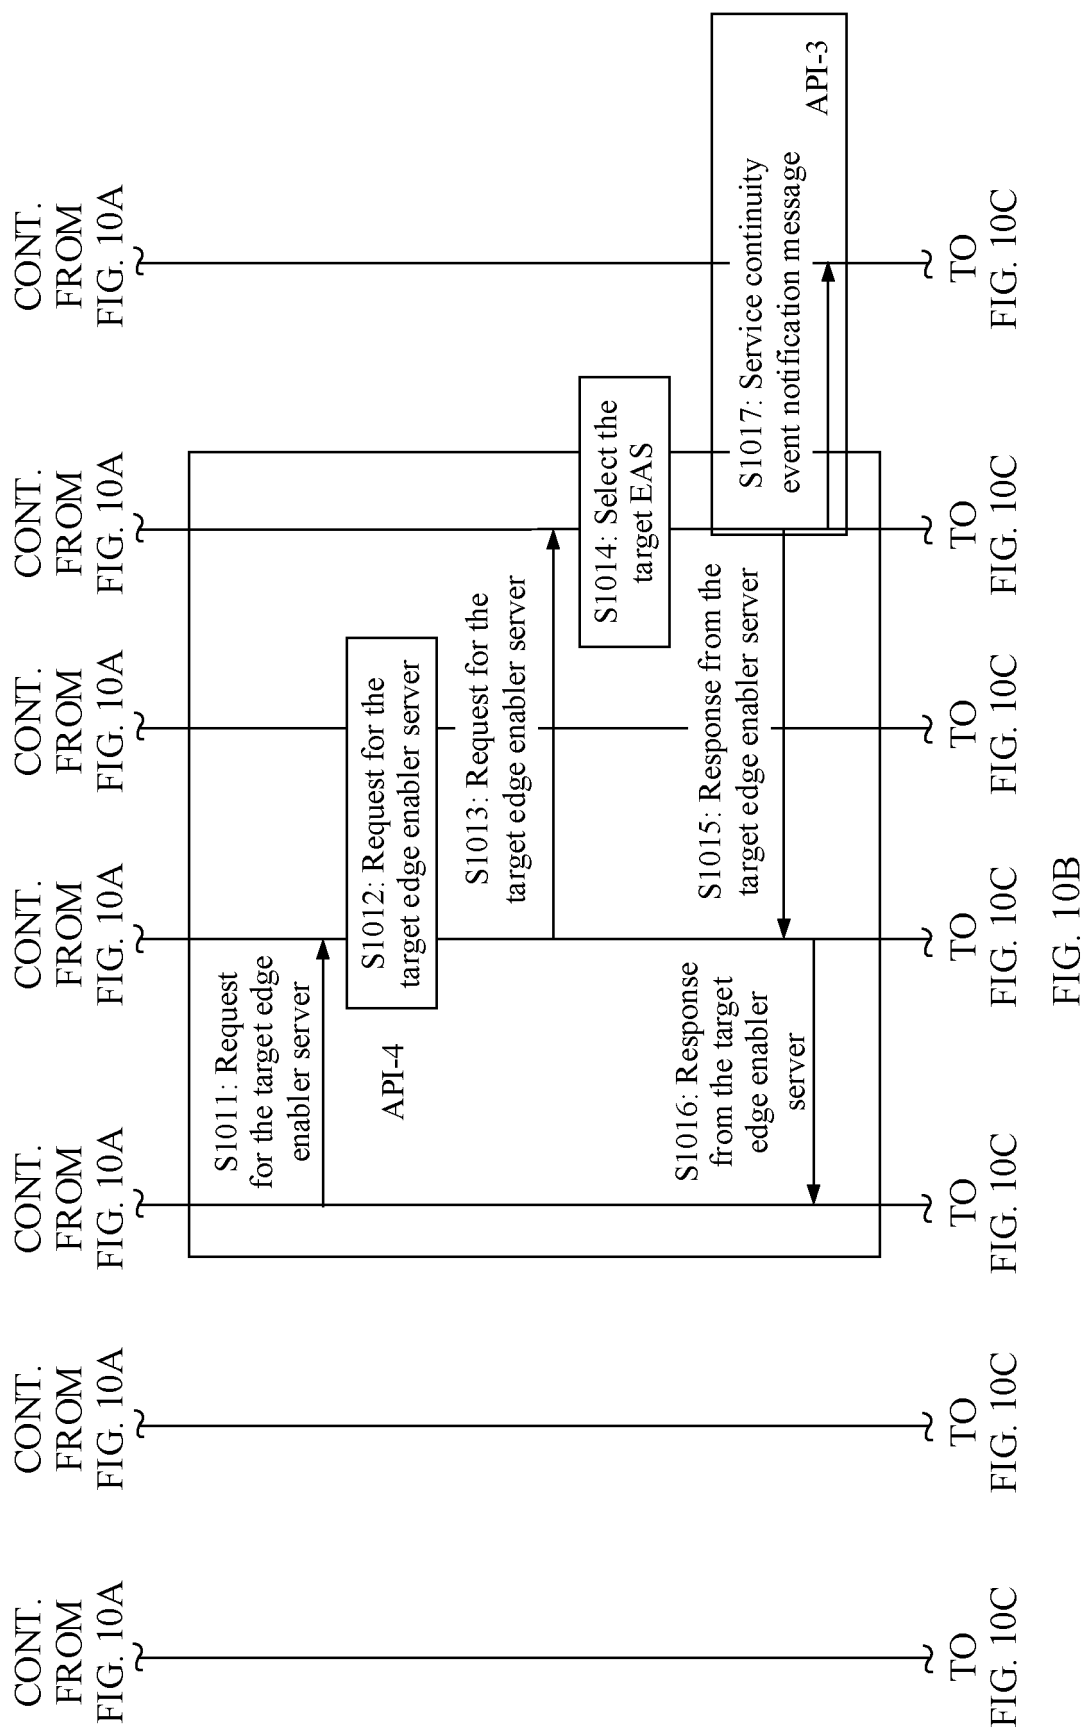 CONT.
FROM
FIG. 10A
CONT.
FROM
FIG. 10A
CONT.
FROM
FIG. 10A
CONT.
FROM
FIG. 10A
CONT.
FROM
FIG. 10A
CONT.
FROM
FIG. 10A
CONT.
FROM
FIG. 10A
S1011: Request
for the target edge
enabler server
API-4
S1012: Request for the
target edge enabler server
S1013: Request for the
target edge enabler server
S1014: Select the
target EAS
S1015: Response from the
target edge enabler server
S1016: Response
from the target
edge enabler
server
S1017: Service continuity
event notification message
API-3
TO
FIG. 10C
TO
FIG. 10C
TO
FIG. 10C
TO
FIG. 10C
TO
FIG. 10C
TO
FIG. 10C
TO
FIG. 10C
FIG. 10B